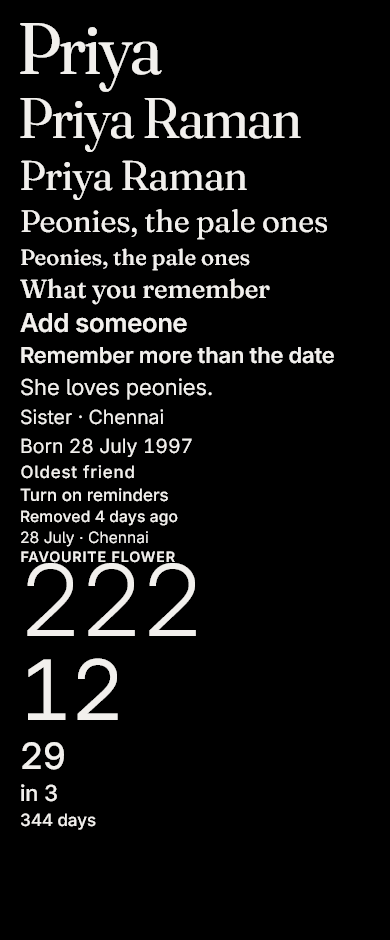 Priya
Priya Raman
Priya Raman
Peonies, the pale ones
Peonies, the pale ones
What you remember
Add someone
Remember more than the date
She loves peonies.
Sister · Chennai
Born 28 July 1997
Oldest friend
Turn on reminders
Removed 4 days ago
28 July · Chennai
FAVOURITE FLOWER
222
12
29
in 3
344 days